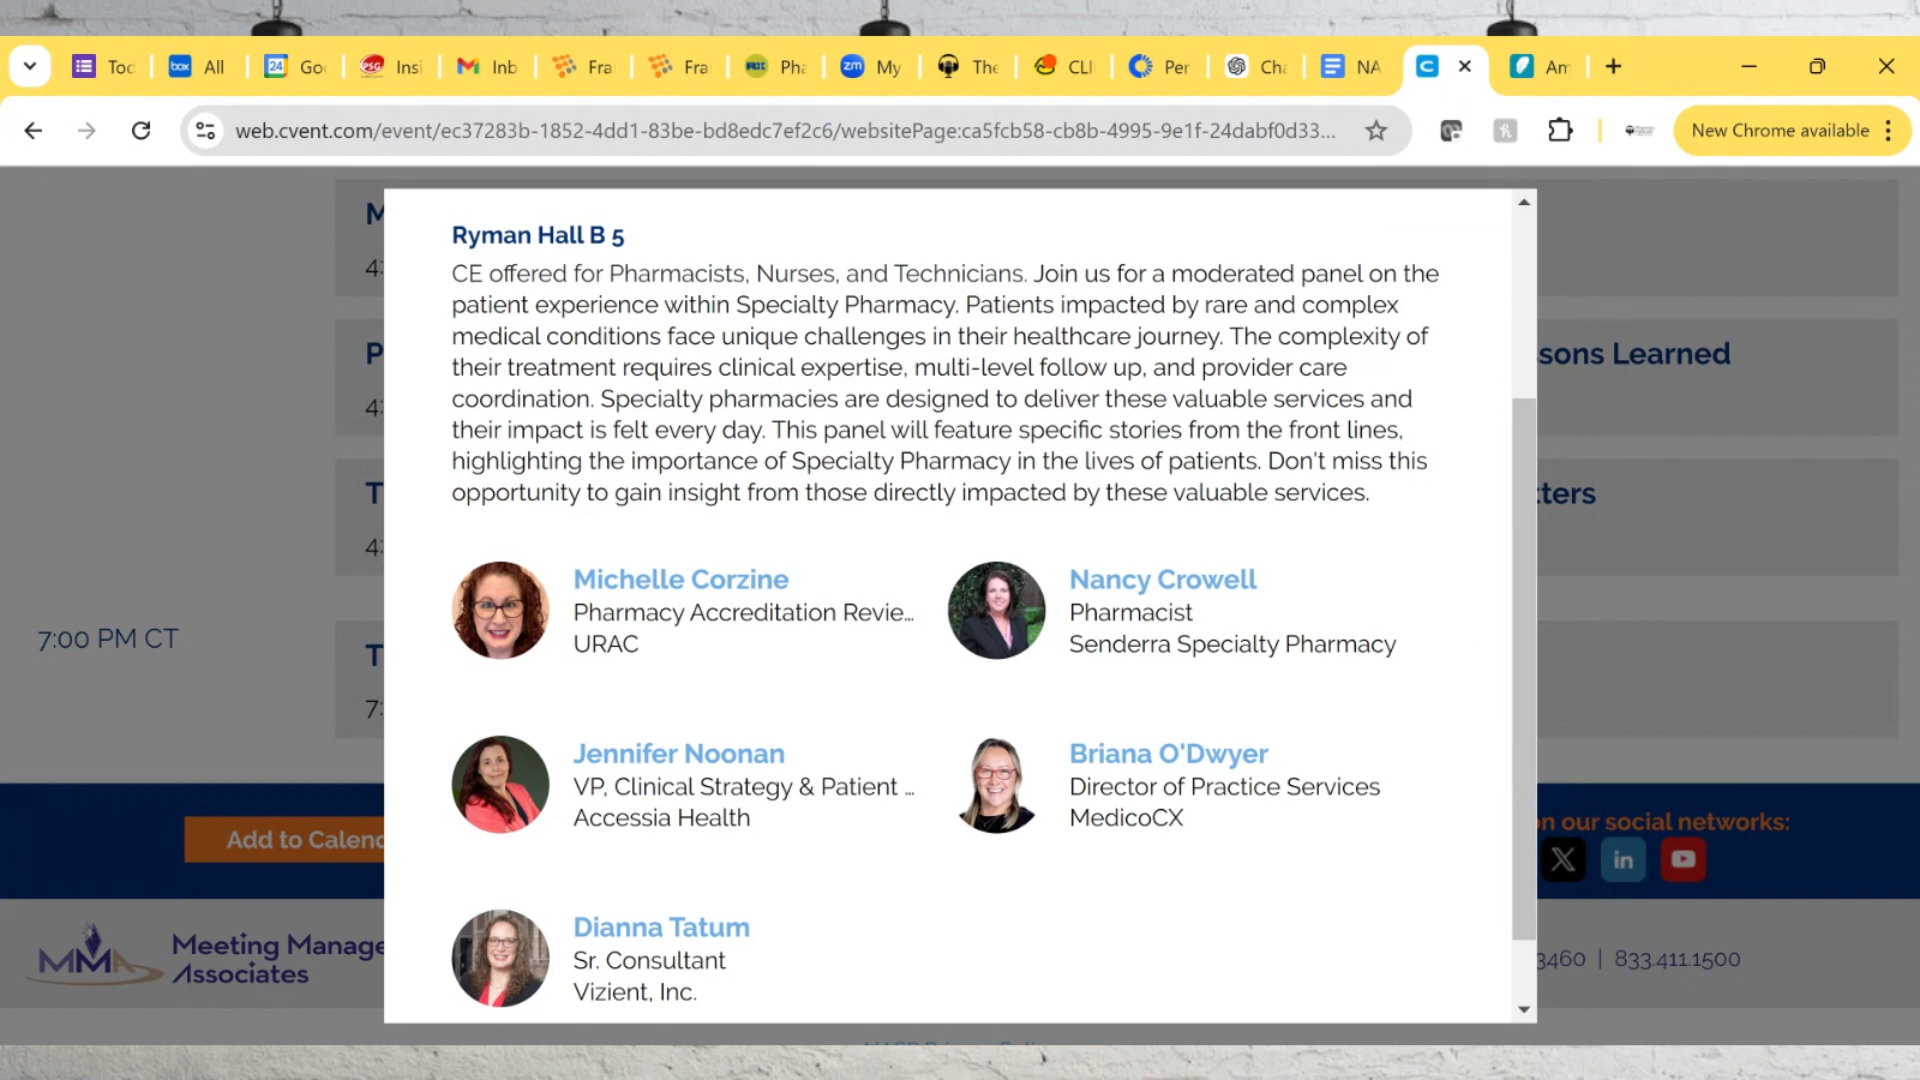 Toc
All
Go
Insi
Inb
Fra
Fra
Pha
My
The
CLI
Per
Cha
NA
Am
web.cvent.com/event/ec37283b-1852-4dd1-83be-bd8edc7ef2c6/websitePage:ca5fcb58-cb8b-4995-9e1f-24dabf0d33...
New Chrome available
M
4:
P
4:
T
4:
7:00 PM CT
T
7:
Ryman Hall B 5
CE offered for Pharmacists, Nurses, and Technicians. Join us for a moderated panel on the
patient experience within Specialty Pharmacy. Patients impacted by rare and complex
medical conditions face unique challenges in their healthcare journey. The complexity of
their treatment requires clinical expertise, multi-level follow up, and provider care
coordination. Specialty pharmacies are designed to deliver these valuable services and
their impact is felt every day. This panel will feature specific stories from the front lines,
highlighting the importance of Specialty Pharmacy in the lives of patients. Don't miss this
opportunity to gain insight from those directly impacted by these valuable services.
Michelle Corzine
Pharmacy Accreditation Revie...
URAC
Nancy Crowell
Pharmacist
Senderra Specialty Pharmacy
Jennifer Noonan
VP, Clinical Strategy & Patient ...
Accessia Health
Briana O'Dwyer
Director of Practice Services
MedicoCX
Dianna Tatum
Sr. Consultant
Vizient, Inc.
sons Learned
tters
Add to Calend
n our social networks:
MMA
Meeting Manage
Associates
3460 | 833.411.1500